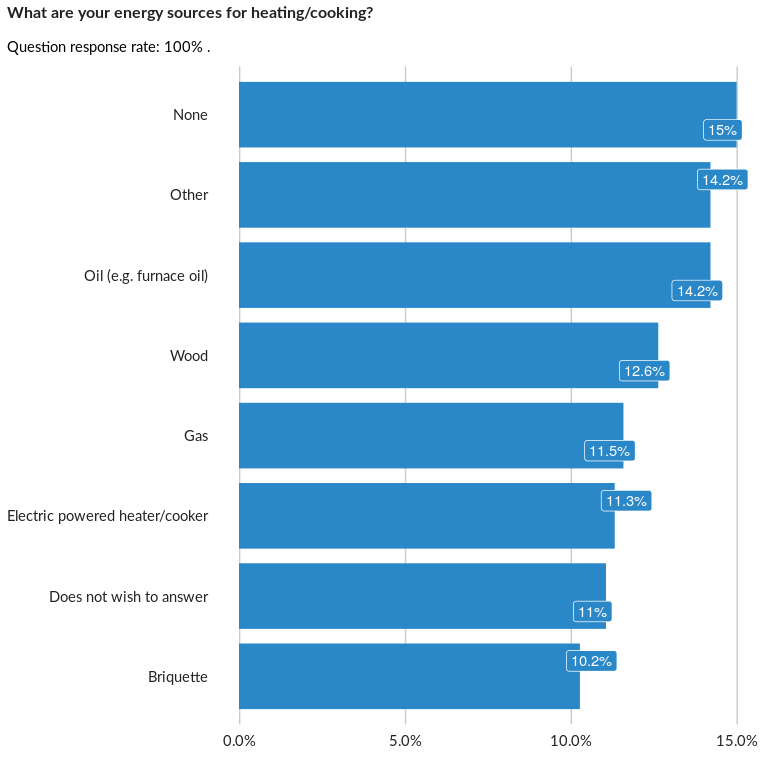 What are your energy sources for heating/cooking?
Question response rate: 100% .
None
15%
Other
14.2%
Oil (e.g. furnace oil)
14.2%
Wood
12.6%
Gas
11.5%
Electric powered heater/cooker
11.3%
Does not wish to answer
11%
Briquette
10.2%
0.0% 5.0% 10.0% 15.0%